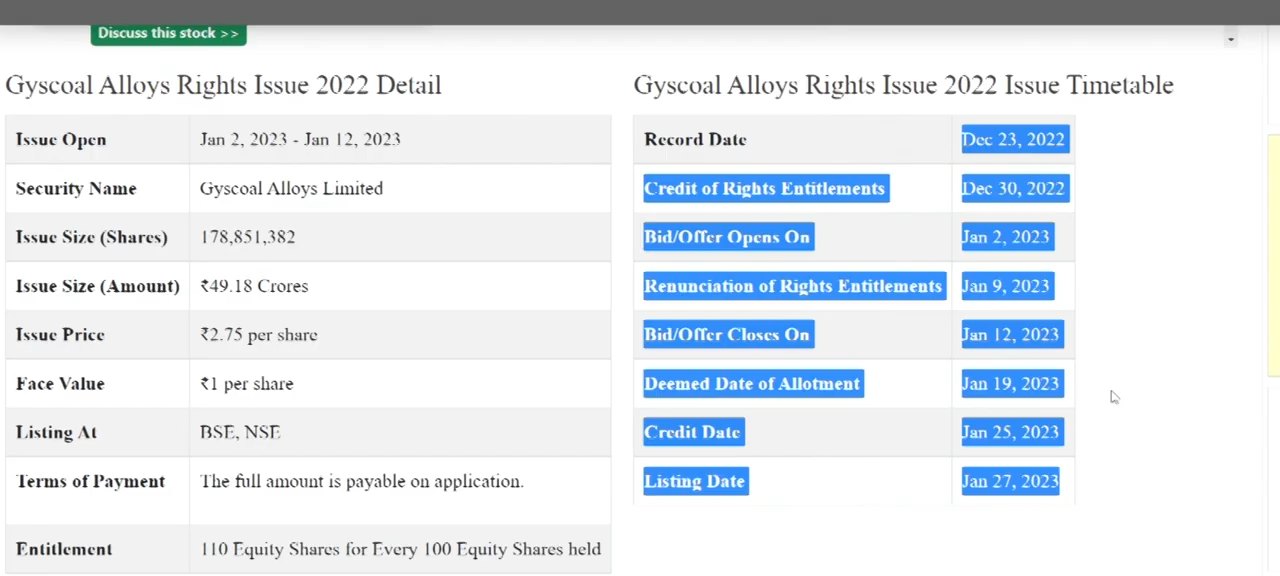 Discuss this stock >>
Gyscoal Alloys Rights Issue 2022 Detail
Issue Open Jan 2, 2023 - Jan 12, 2023
Security Name Gyscoal Alloys Limited
Issue Size (Shares) 178,851,382
Issue Size (Amount) ₹49.18 Crores
Issue Price ₹2.75 per share
Face Value ₹1 per share
Listing At BSE, NSE
Terms of Payment The full amount is payable on application.
Entitlement 110 Equity Shares for Every 100 Equity Shares held
Gyscoal Alloys Rights Issue 2022 Issue Timetable
Record Date Dec 23, 2022
Credit of Rights Entitlements Dec 30, 2022
Bid/Offer Opens On Jan 2, 2023
Renunciation of Rights Entitlements Jan 9, 2023
Bid/Offer Closes On Jan 12, 2023
Deemed Date of Allotment Jan 19, 2023
Credit Date Jan 25, 2023
Listing Date Jan 27, 2023